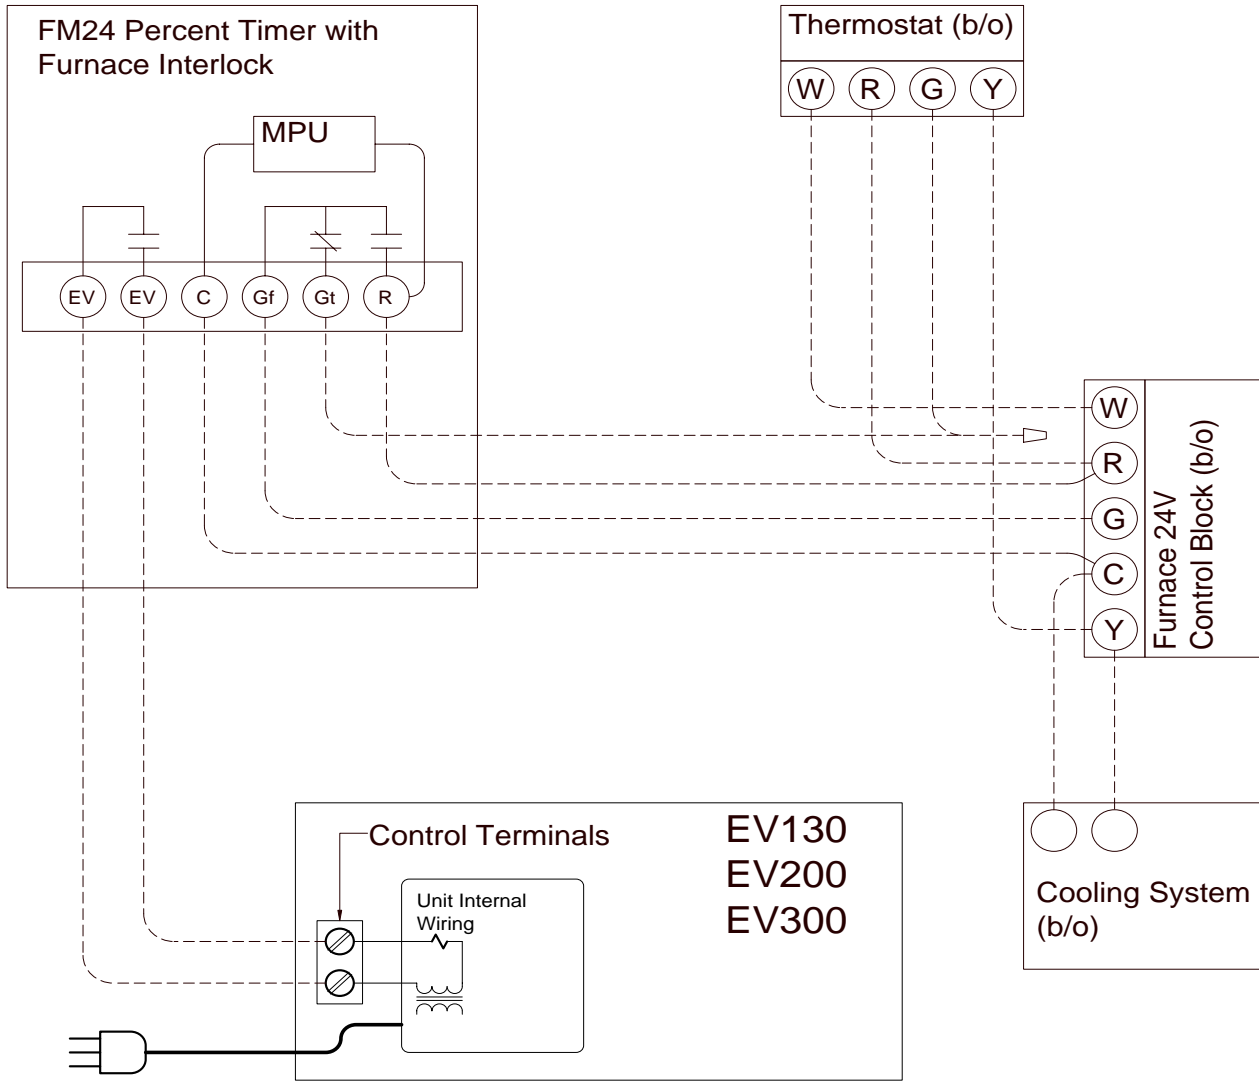 FM24 Percent Timer with
Furnace Interlock
MPU
EV EV C Gf Gt R
Thermostat (b/o)
W R G Y
W
R
G
C
Y
Furnace 24V
Control Block (b/o)
Control Terminals
Unit Internal
Wiring
EV130
EV200
EV300
Cooling System
(b/o)